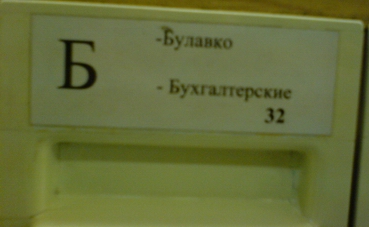 Б
-Булавко
- Бухгалтерские
32